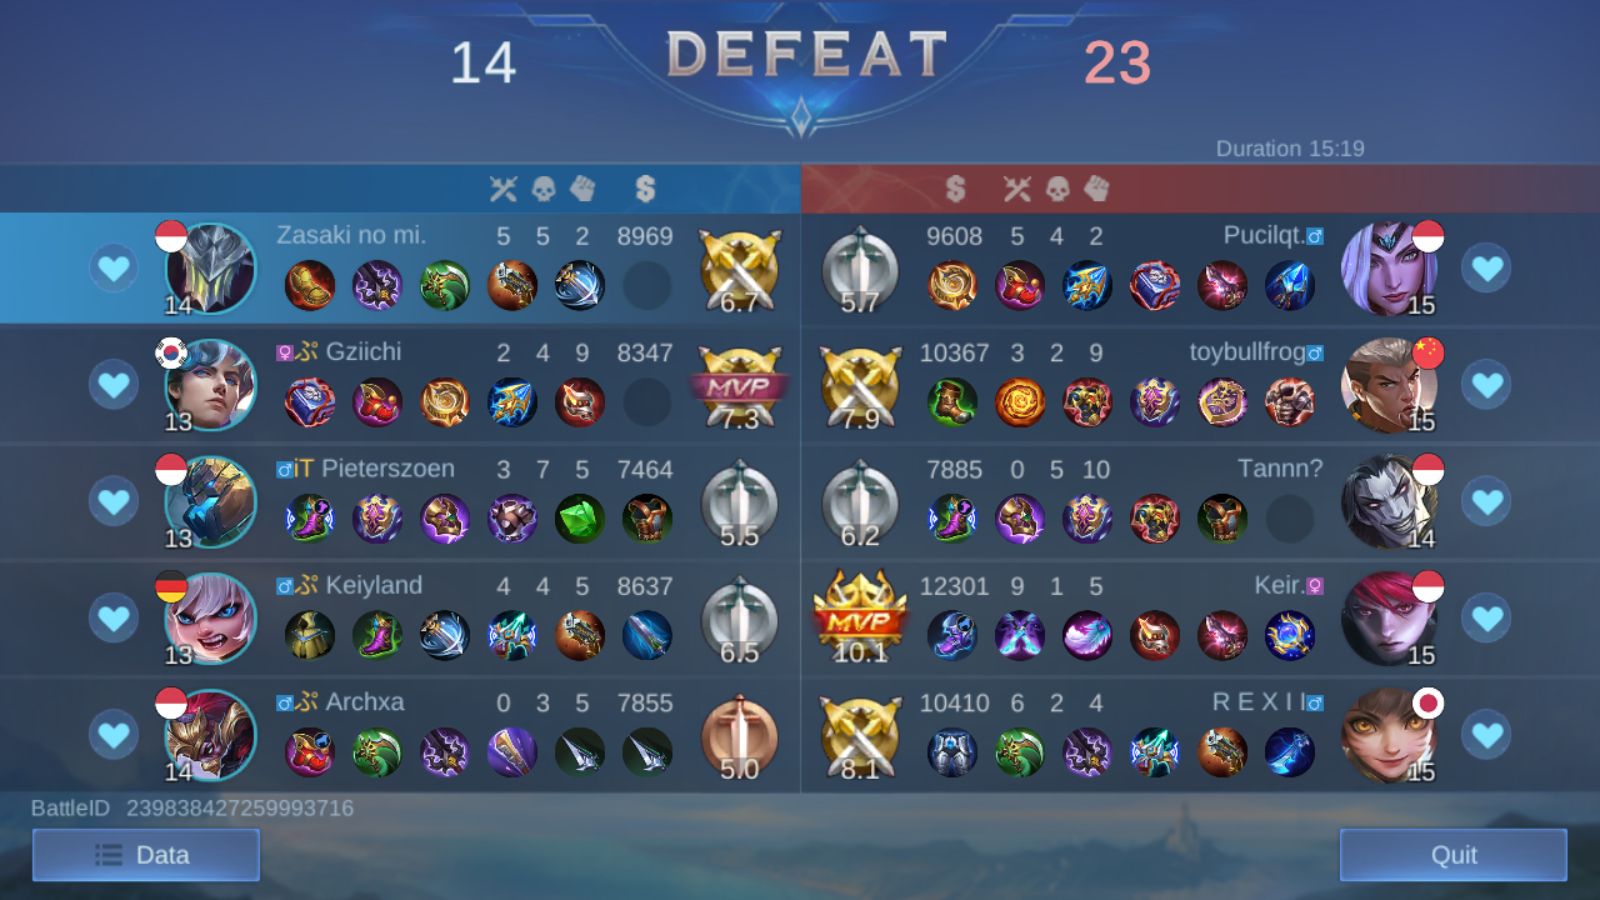 14 DEFEAT 23
Duration 15:19
Zasaki no mi. 5 5 2 8969
14 6.7
9608 5 4 2 Pucilqt.
5.7 15
Gziichi 2 4 9 8347
13 MVP 7.3
10367 3 2 9 toybullfrog
7.9 15
iT Pieterszoen 3 7 5 7464
13 5.5
7885 0 5 10 Tannn?
6.2 14
Keiyland 4 4 5 8637
13 6.5
12301 9 1 5 Keir.
MVP 10.1 15
Archxa 0 3 5 7855
14 5.0
10410 6 2 4 R E X I I
8.1 15
BattleID 239838427259993716
Data
Quit